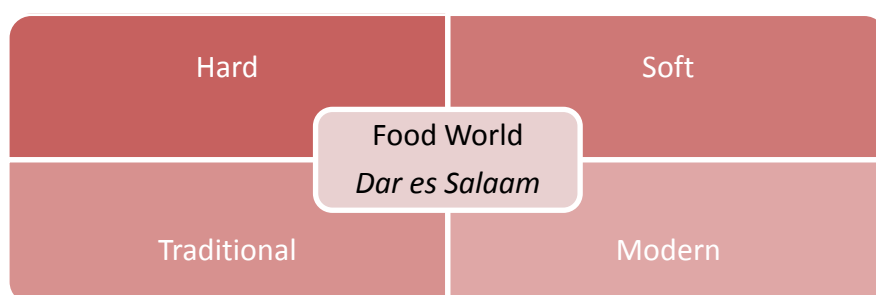 Hard
Soft
Food World
Dar es Salaam
Traditional
Modern